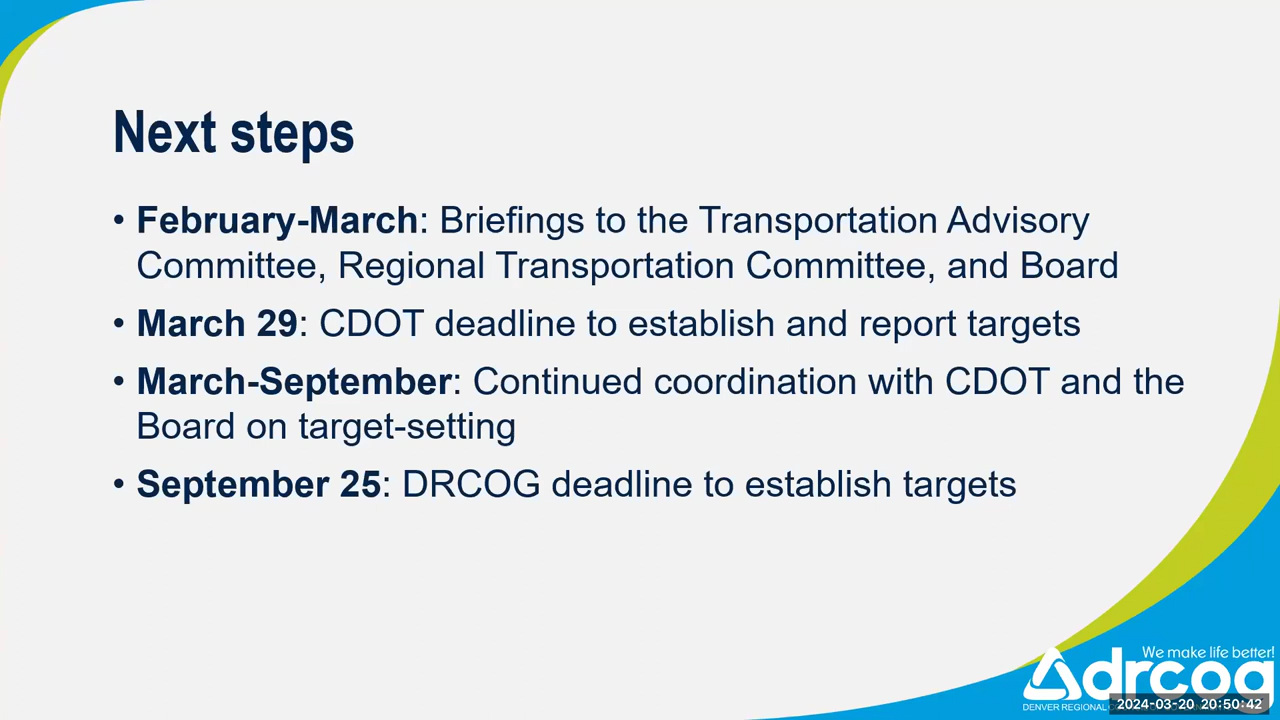 Next steps
• February-March: Briefings to the Transportation Advisory
Committee, Regional Transportation Committee, and Board
• March 29: CDOT deadline to establish and report targets
• March-September: Continued coordination with CDOT and the
Board on target-setting
• September 25: DRCOG deadline to establish targets
We make life better!
drcog
DENVER REGIONAL
2024-03-20 20:50:42